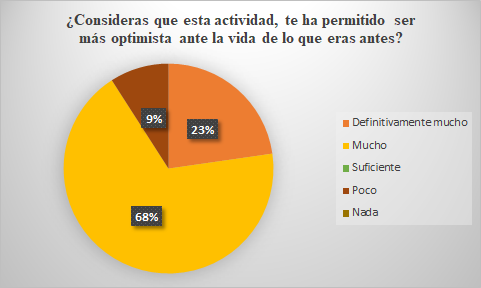 ¿Consideras que esta actividad, te ha permitido ser
más optimista ante la vida de lo que eras antes?
9%
23%
68%
Definitivamente mucho
Mucho
Suficiente
Poco
Nada